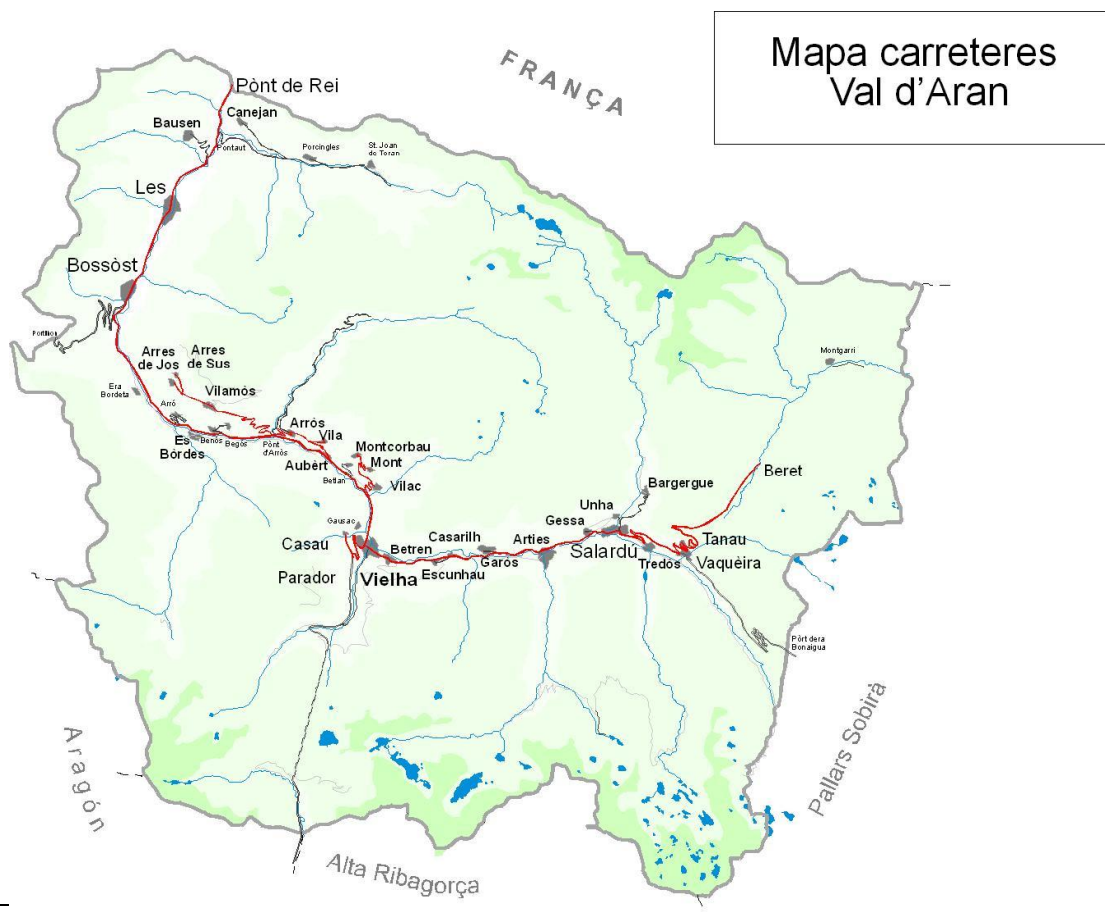 Mapa carreteres
Val d'Aran
FRANÇA
Pònt de Rei
Canejan
Bausen
Pontaut
Porcingles
St. Joan
de Toran
Les
Bossòst
Portilhon
Arres
de Jos
Arres
de Sus
Vilamós
Era
Bordeta
Arró
Es
Bòrdes
Benós
Begós
Pònt
d'Arròs
Arròs
Vila
Aubèrt
Betlan
Montcorbau
Mont
Vilac
Gausac
Casau
Parador
Vielha
Betren
Escunhau
Casarilh
Garòs
Arties
Gessa
Unha
Salardú
Bargergue
Tredòs
Tanau
Vaquèira
Beret
Montgarri
Pòrt dera
Bonaigua
Aragón
Alta Ribagorça
Pallars Sobirà